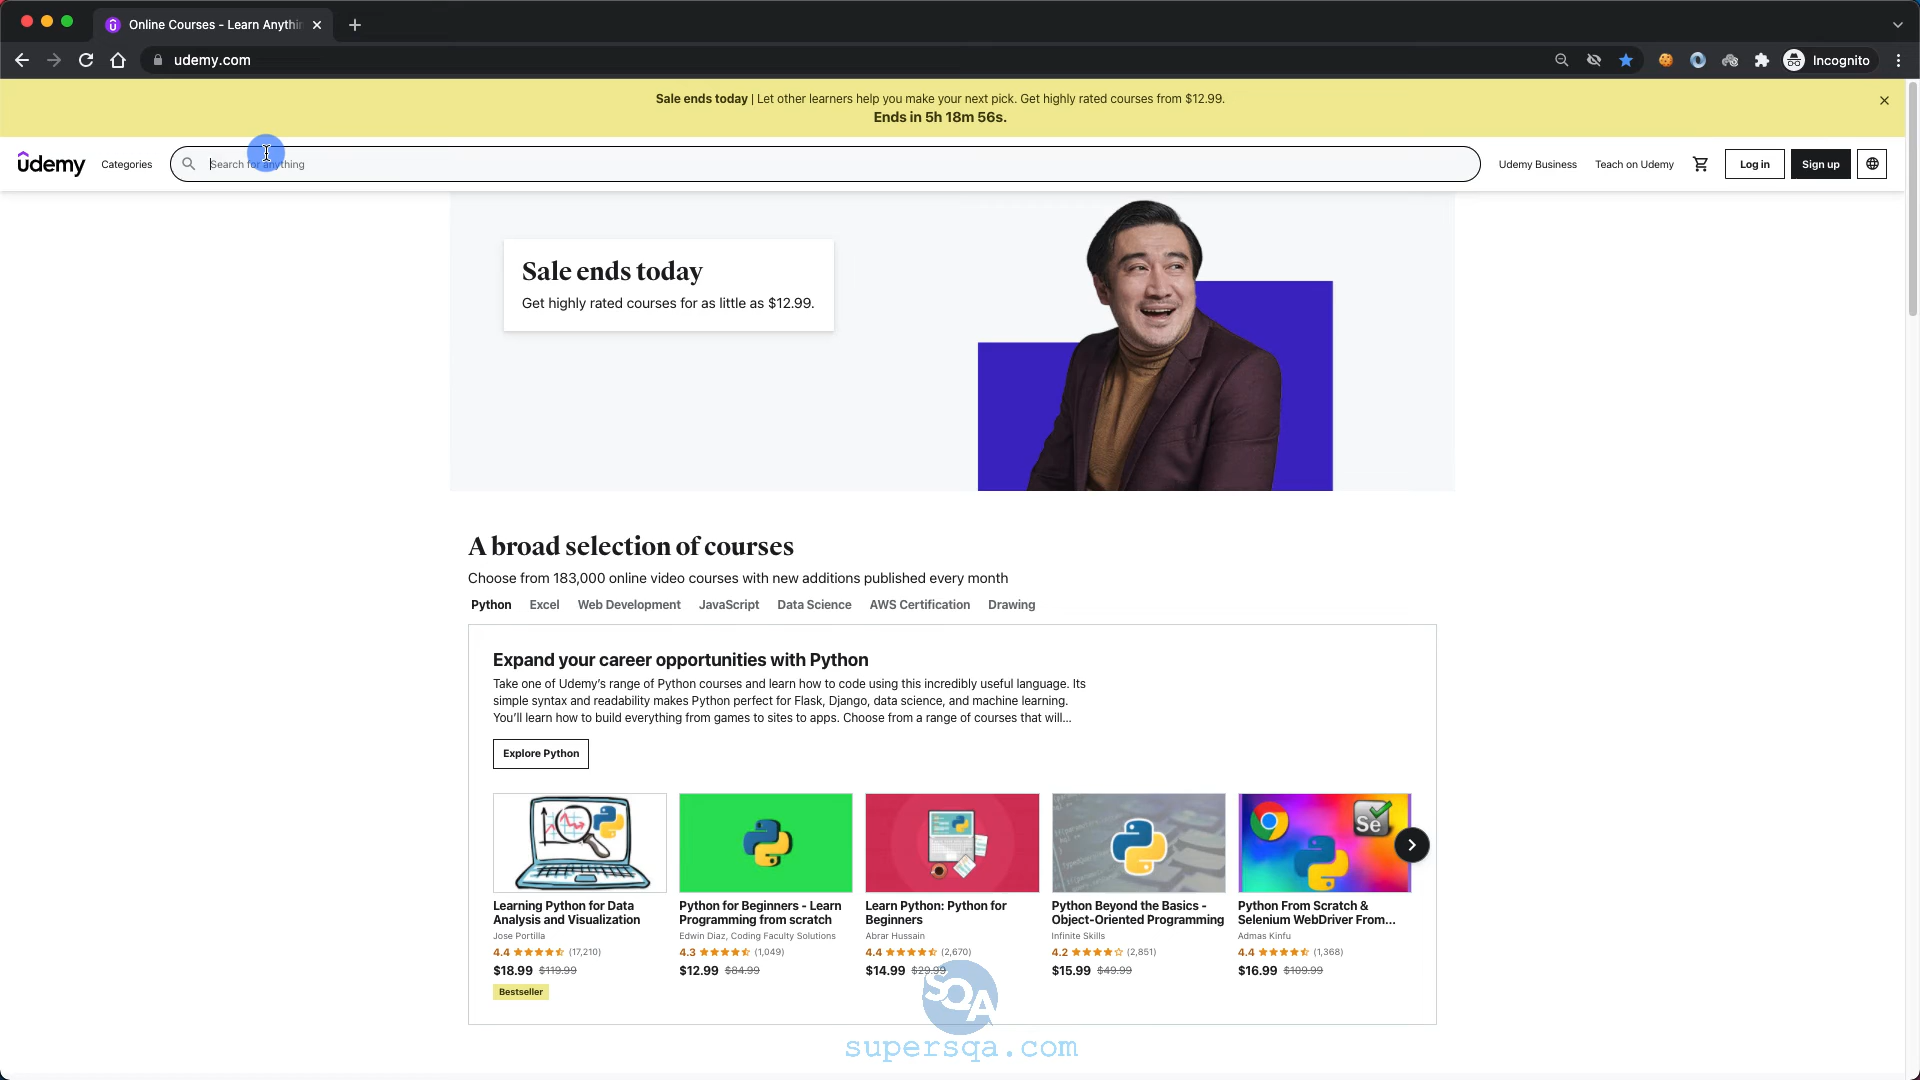 Online Courses - Learn Anythi
udemy.com
Incognito
Sale ends today | Let other learners help you make your next pick. Get highly rated courses from $12.99.
Ends in 5h 18m 56s.
ûdemy
Categories
Search for anything
Udemy Business
Teach on Udemy
Log in
Sign up
Sale ends today
Get highly rated courses for as little as $12.99.
A broad selection of courses
Choose from 183,000 online video courses with new additions published every month
Python Excel Web Development JavaScript Data Science AWS Certification Drawing
Expand your career opportunities with Python
Take one of Udemy's range of Python courses and learn how to code using this incredibly useful language. Its
simple syntax and readability makes Python perfect for Flask, Django, data science, and machine learning.
You'll learn how to build everything from games to sites to apps. Choose from a range of courses that will...
Explore Python
Se
Learning Python for Data
Analysis and Visualization
Jose Portilla
4.4 (17,210)
$18.99 $119.99
Bestseller
Python for Beginners - Learn
Programming from scratch
Edwin Diaz, Coding Faculty Solutions
4.3 (1,049)
$12.99 $84.99
Learn Python: Python for
Beginners
Abrar Hussain
4.4 (2,670)
$14.99 $29.99
Python Beyond the Basics -
Object-Oriented Programming
Infinite Skills
4.2 (2,851)
$15.99 $49.99
Python From Scratch &
Selenium WebDriver From...
Admas Kinfu
4.4 (1,368)
$16.99 $109.99
SQA
supersqa.com